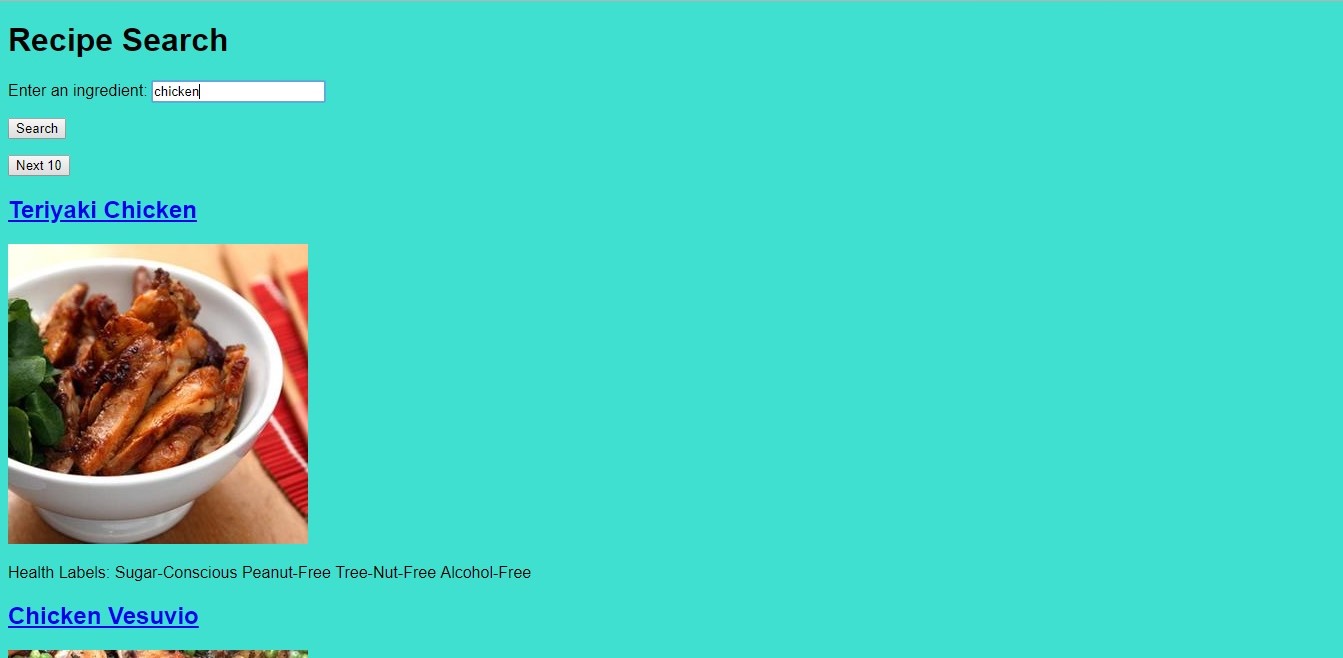 Recipe Search
Enter an ingredient: chicken
Search
Next 10
Teriyaki Chicken
Health Labels: Sugar-Conscious Peanut-Free Tree-Nut-Free Alcohol-Free
Chicken Vesuvio